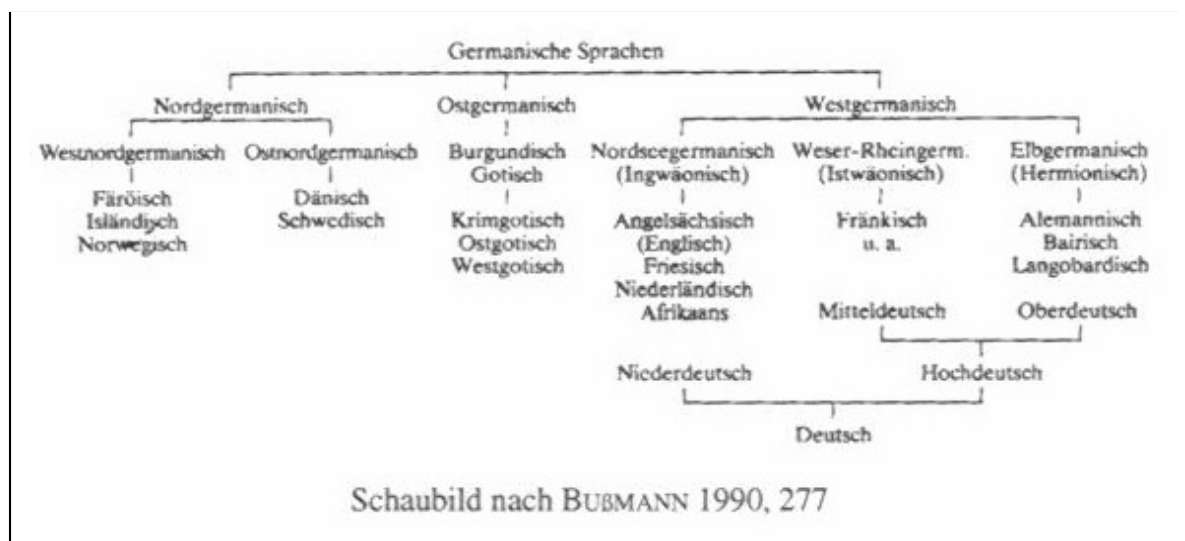 Germanische Sprachen
Nordgermanisch Ostgermanisch Westgermanisch
Westnordgermanisch Ostnordgermanisch Burgundisch Nordseegermanisch Weser-Rheingerm. Elbgermanisch
Gotisch (Ingwäonisch) (Istwäonisch) (Hermionisch)
Färöisch Dänisch Krimgotisch Angelsächsisch Fränkisch Alemannisch
Isländisch Schwedisch Ostgotisch (Englisch) u. a. Bairisch
Norwegisch Westgotisch Friesisch Langobardisch
Niederländisch
Afrikaans Mitteldeutsch Oberdeutsch
Niederdeutsch Hochdeutsch
Deutsch
Schaubild nach BUßMANN 1990, 277